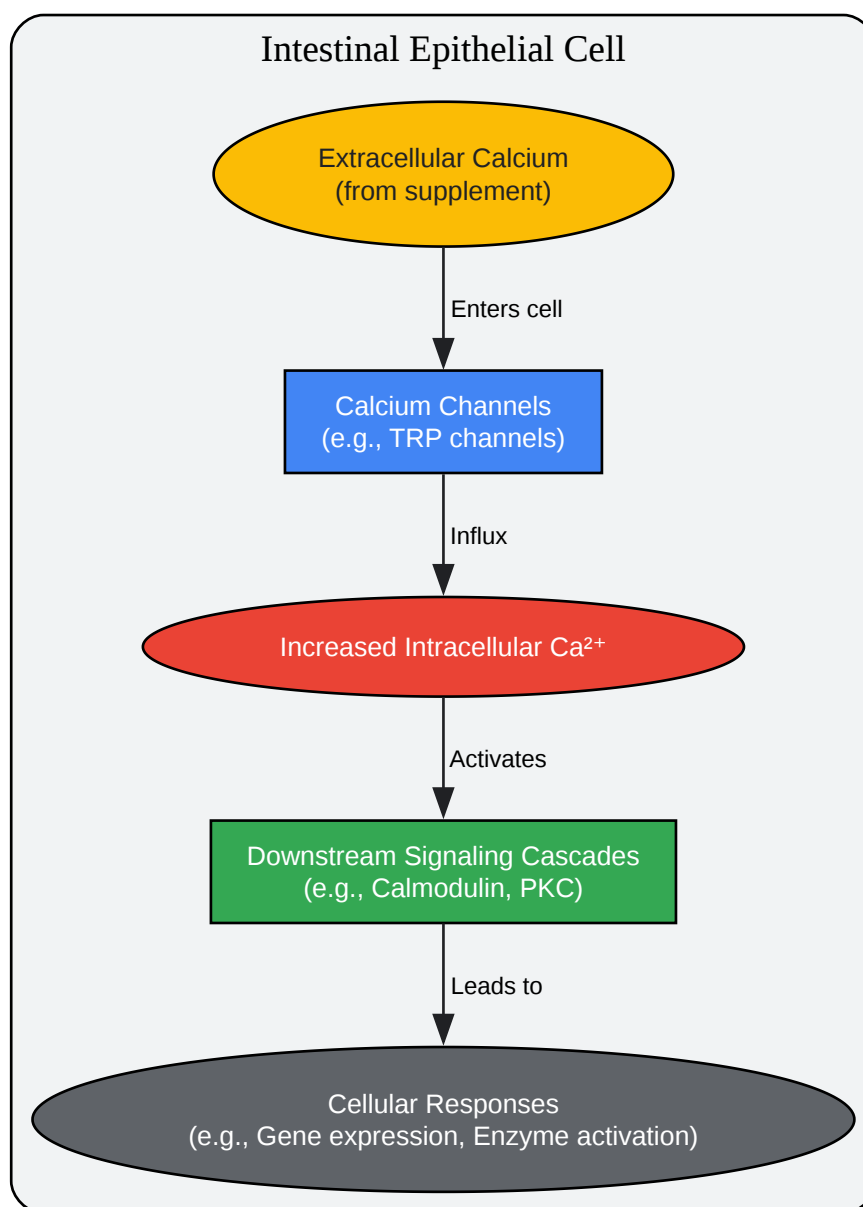 Intestinal Epithelial Cell
Extracellular Calcium
(from supplement)
Enters cell
Calcium Channels
(e.g., TRP channels)
Influx
Increased Intracellular Ca²⁺
Activates
Downstream Signaling Cascades
(e.g., Calmodulin, PKC)
Leads to
Cellular Responses
(e.g., Gene expression, Enzyme activation)